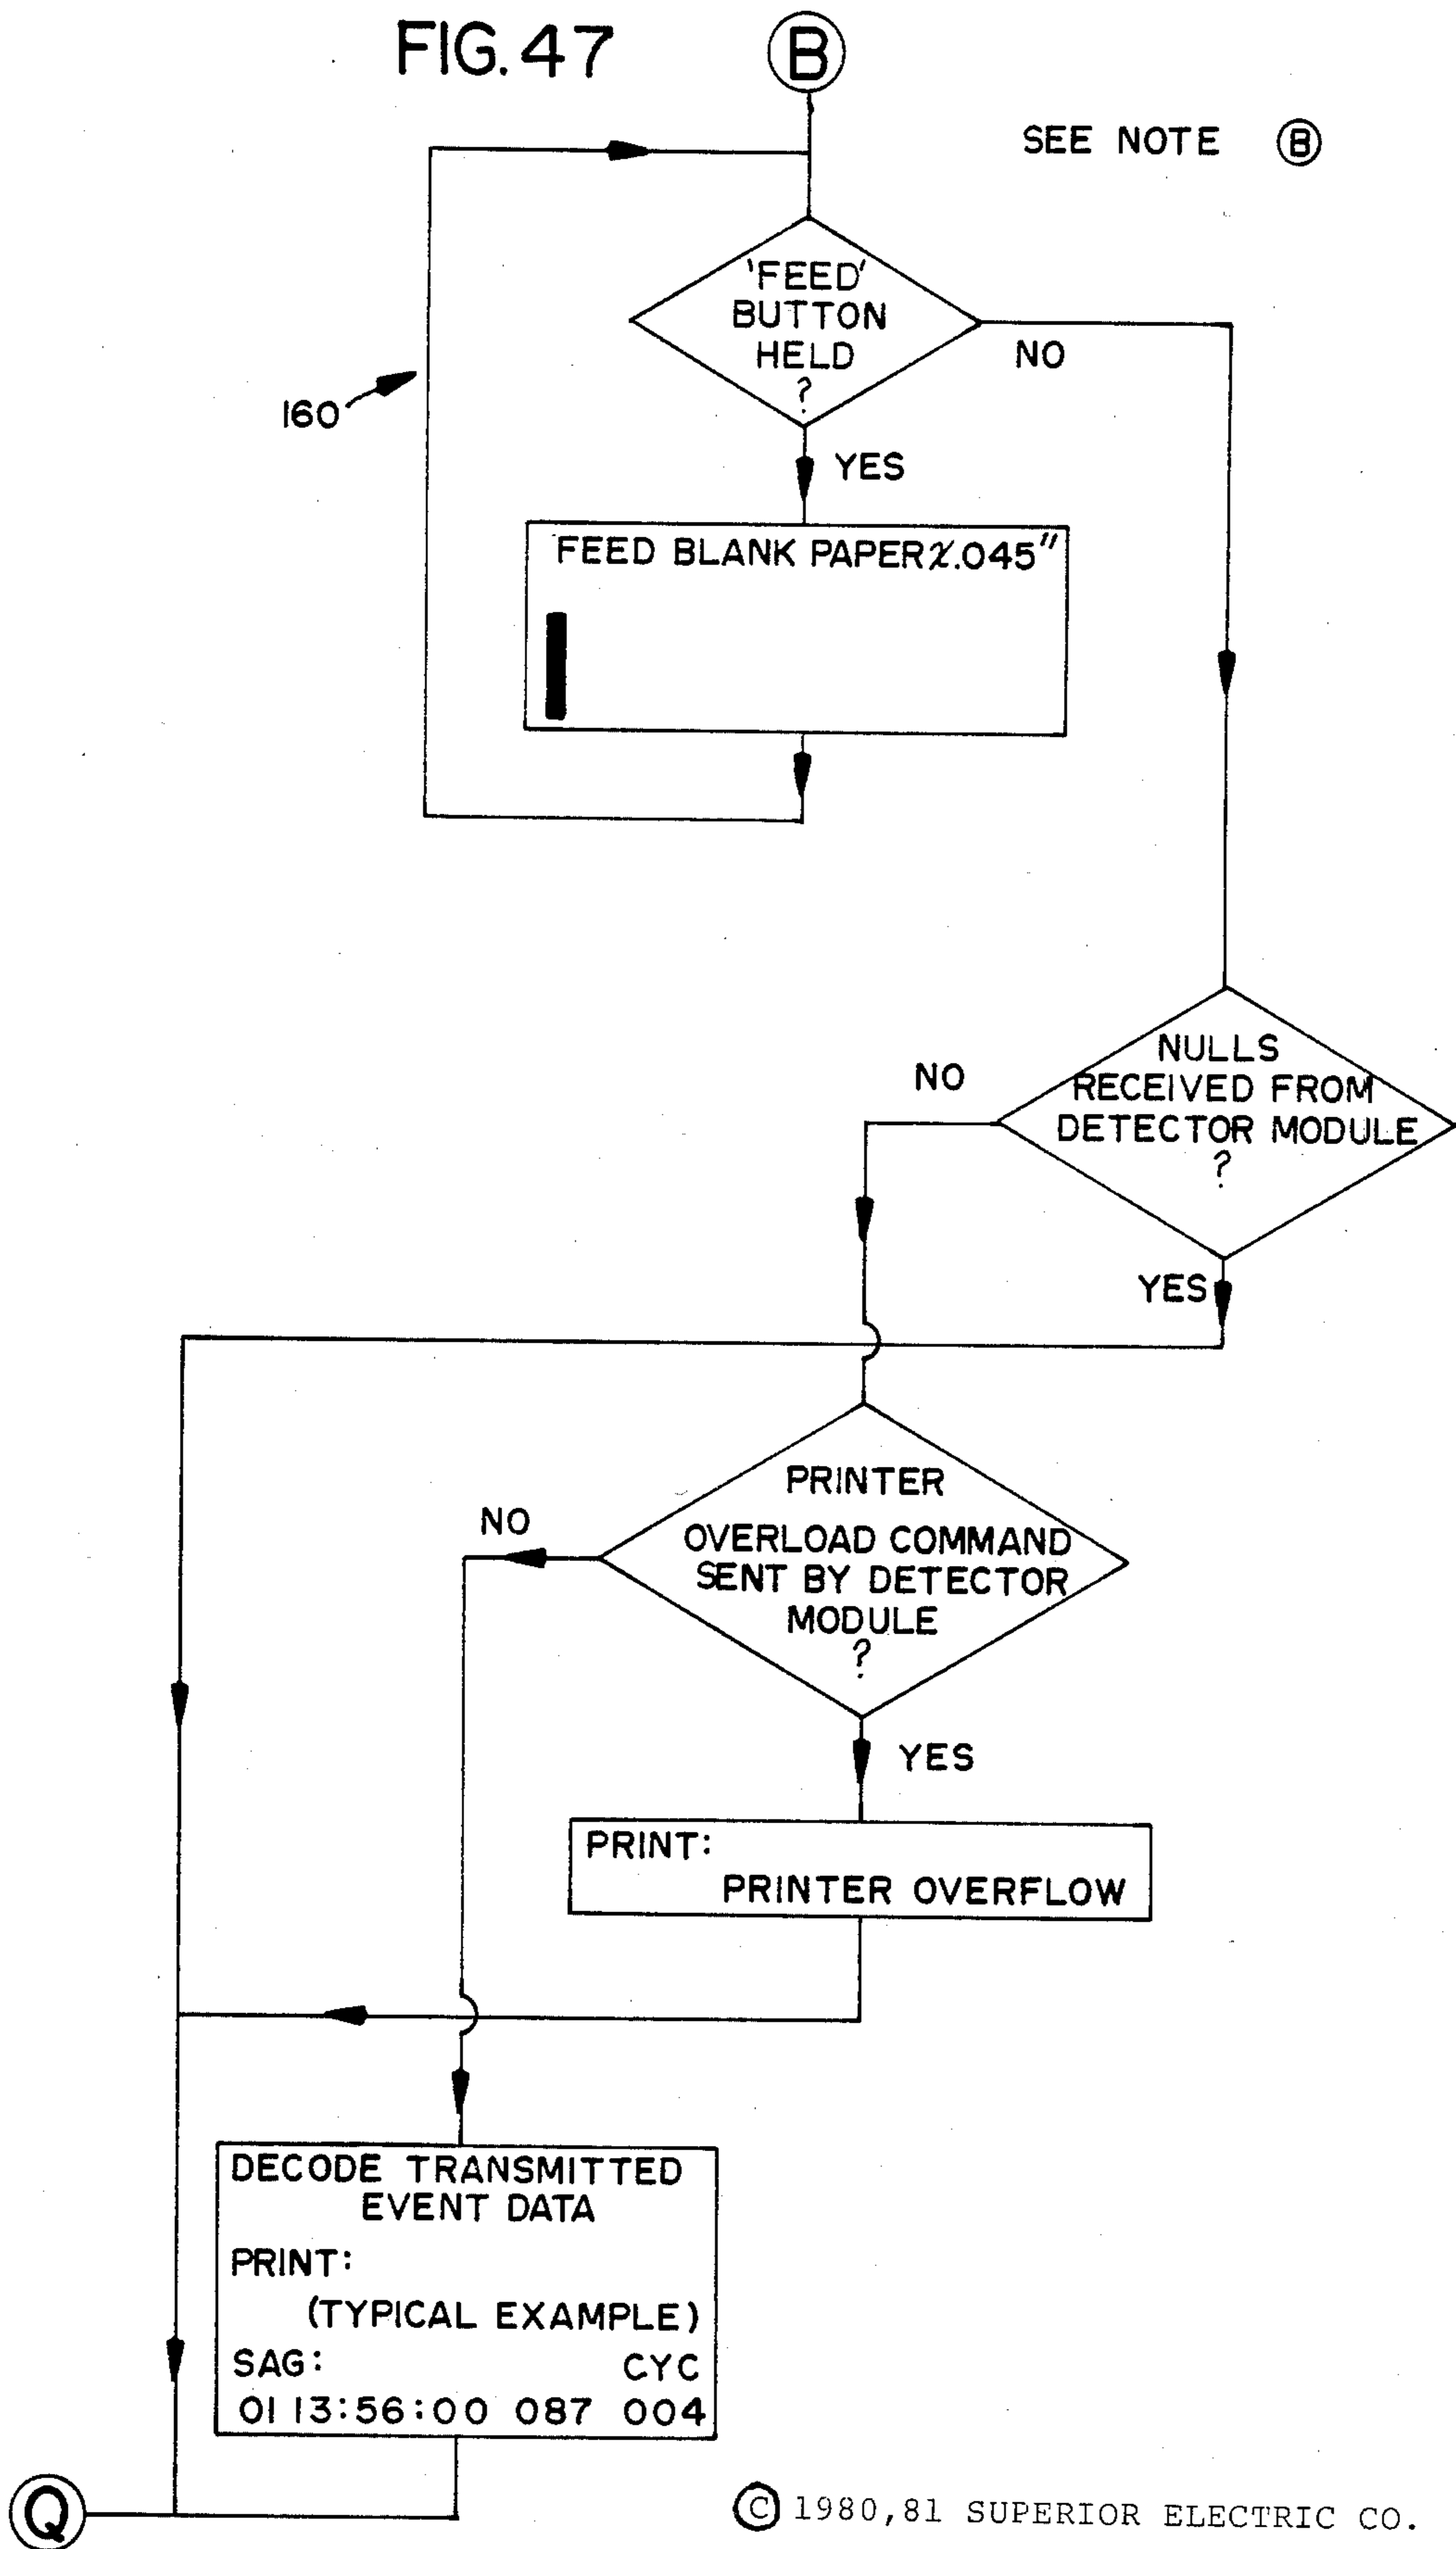 FIG. 47
B
SEE NOTE B
'FEED'
BUTTON
HELD
?
NO
160
YES
FEED BLANK PAPER ≈.045"
NULLS
RECEIVED FROM
DETECTOR MODULE
?
NO
YES
PRINTER
OVERLOAD COMMAND
SENT BY DETECTOR
MODULE
?
NO
YES
PRINT:
PRINTER OVERFLOW
DECODE TRANSMITTED
EVENT DATA
PRINT:
(TYPICAL EXAMPLE)
SAG: CYC
01 13:56:00 087 004
Q
© 1980,81 SUPERIOR ELECTRIC CO.